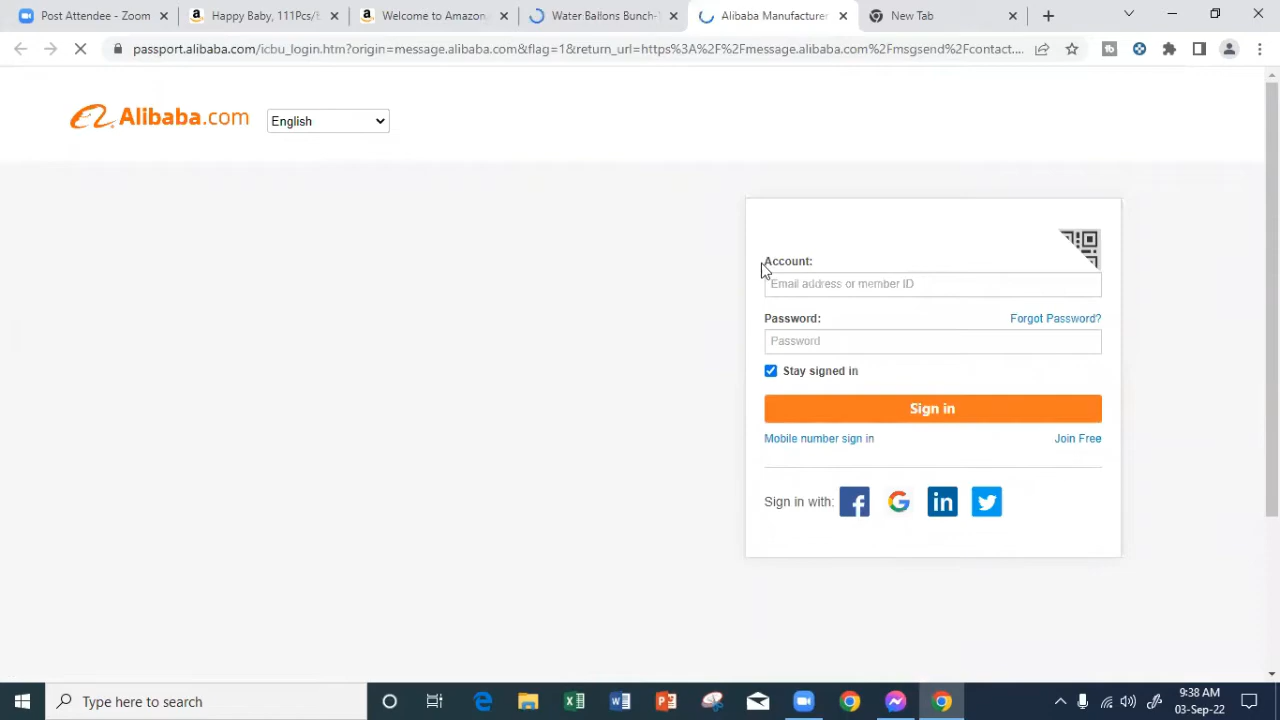 Post Attendee - Zoom
Happy Baby, 111Pcs/
Welcome to Amazon.
Water Ballons Bunch-
Alibaba Manufacturer
New Tab
passport.alibaba.com/icbu_login.htm?origin=message.alibaba.com&flag=1&return_url=https%3A%2F%2Fmessage.alibaba.com%2Fmsgsend%2Fcontact....
Alibaba.com
English
Account:
Email address or member ID
Password:
Forgot Password?
Password
Stay signed in
Sign in
Mobile number sign in
Join Free
Sign in with:
Type here to search
9:38 AM
03-Sep-22